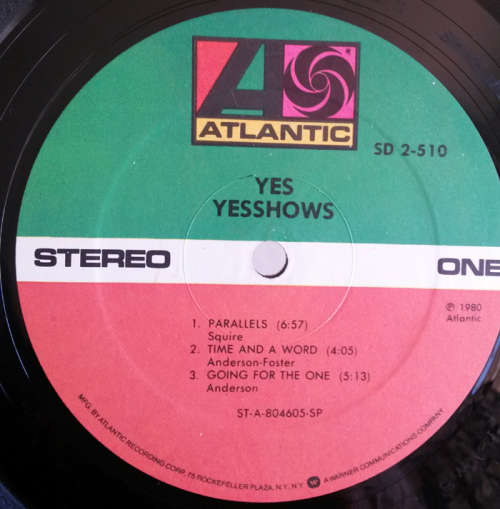 ATLANTIC
SD 2-510
YES
YESSHOWS
STEREO
ONE
1. PARALLELS (6:57)
Squire
2. TIME AND A WORD (4:05)
Anderson-Foster
3. GOING FOR THE ONE (5:13)
Anderson
℗ 1980
Atlantic
ST-A-804605-SP
MFG. BY ATLANTIC RECORDING CORP., 75 ROCKEFELLER PLAZA, N.Y., N.Y. A WARNER COMMUNICATIONS COMPANY